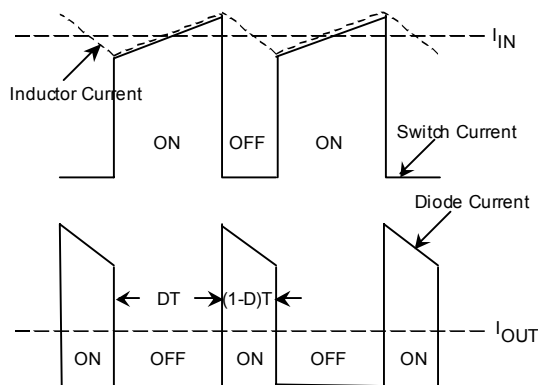 I_IN
Inductor Current
Switch Current
ON OFF ON
Diode Current
DT (1-D)T
I_OUT
ON OFF ON OFF ON